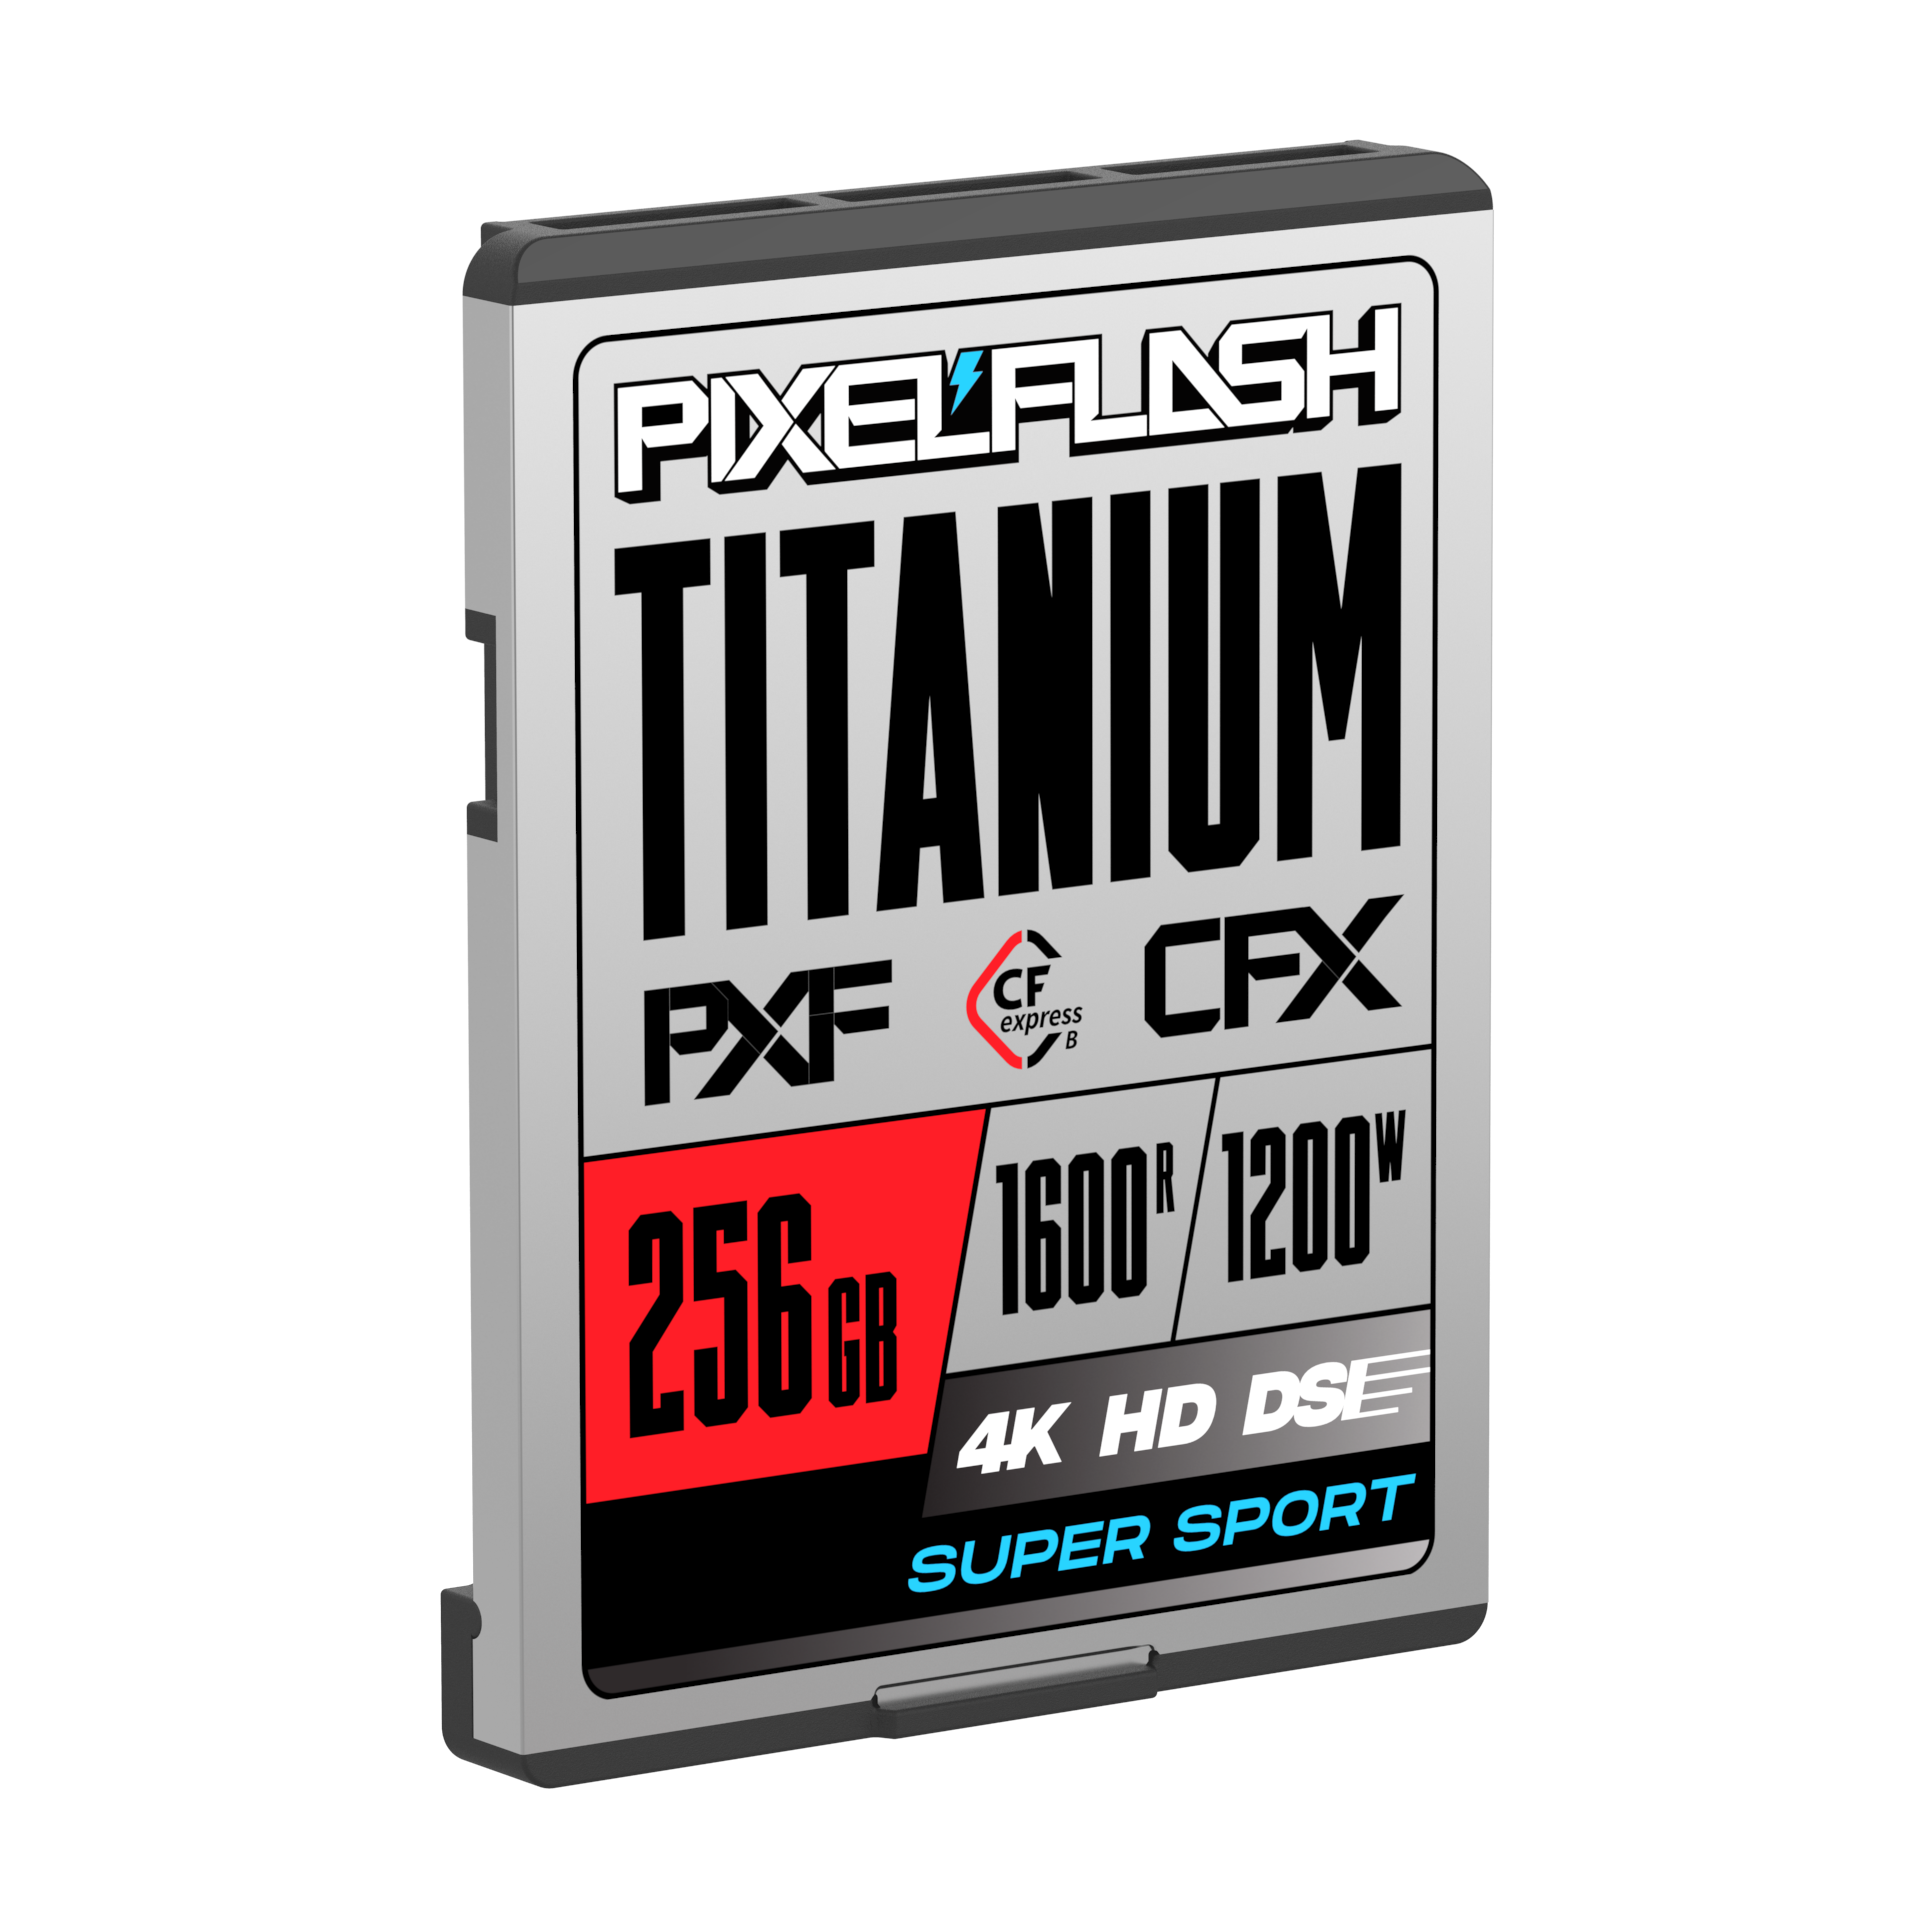 PIXELFLASH
TITANIUM
PXF CF express B CFX
256GB 1600R 1200W
4K HD DSE
SUPER SPORT